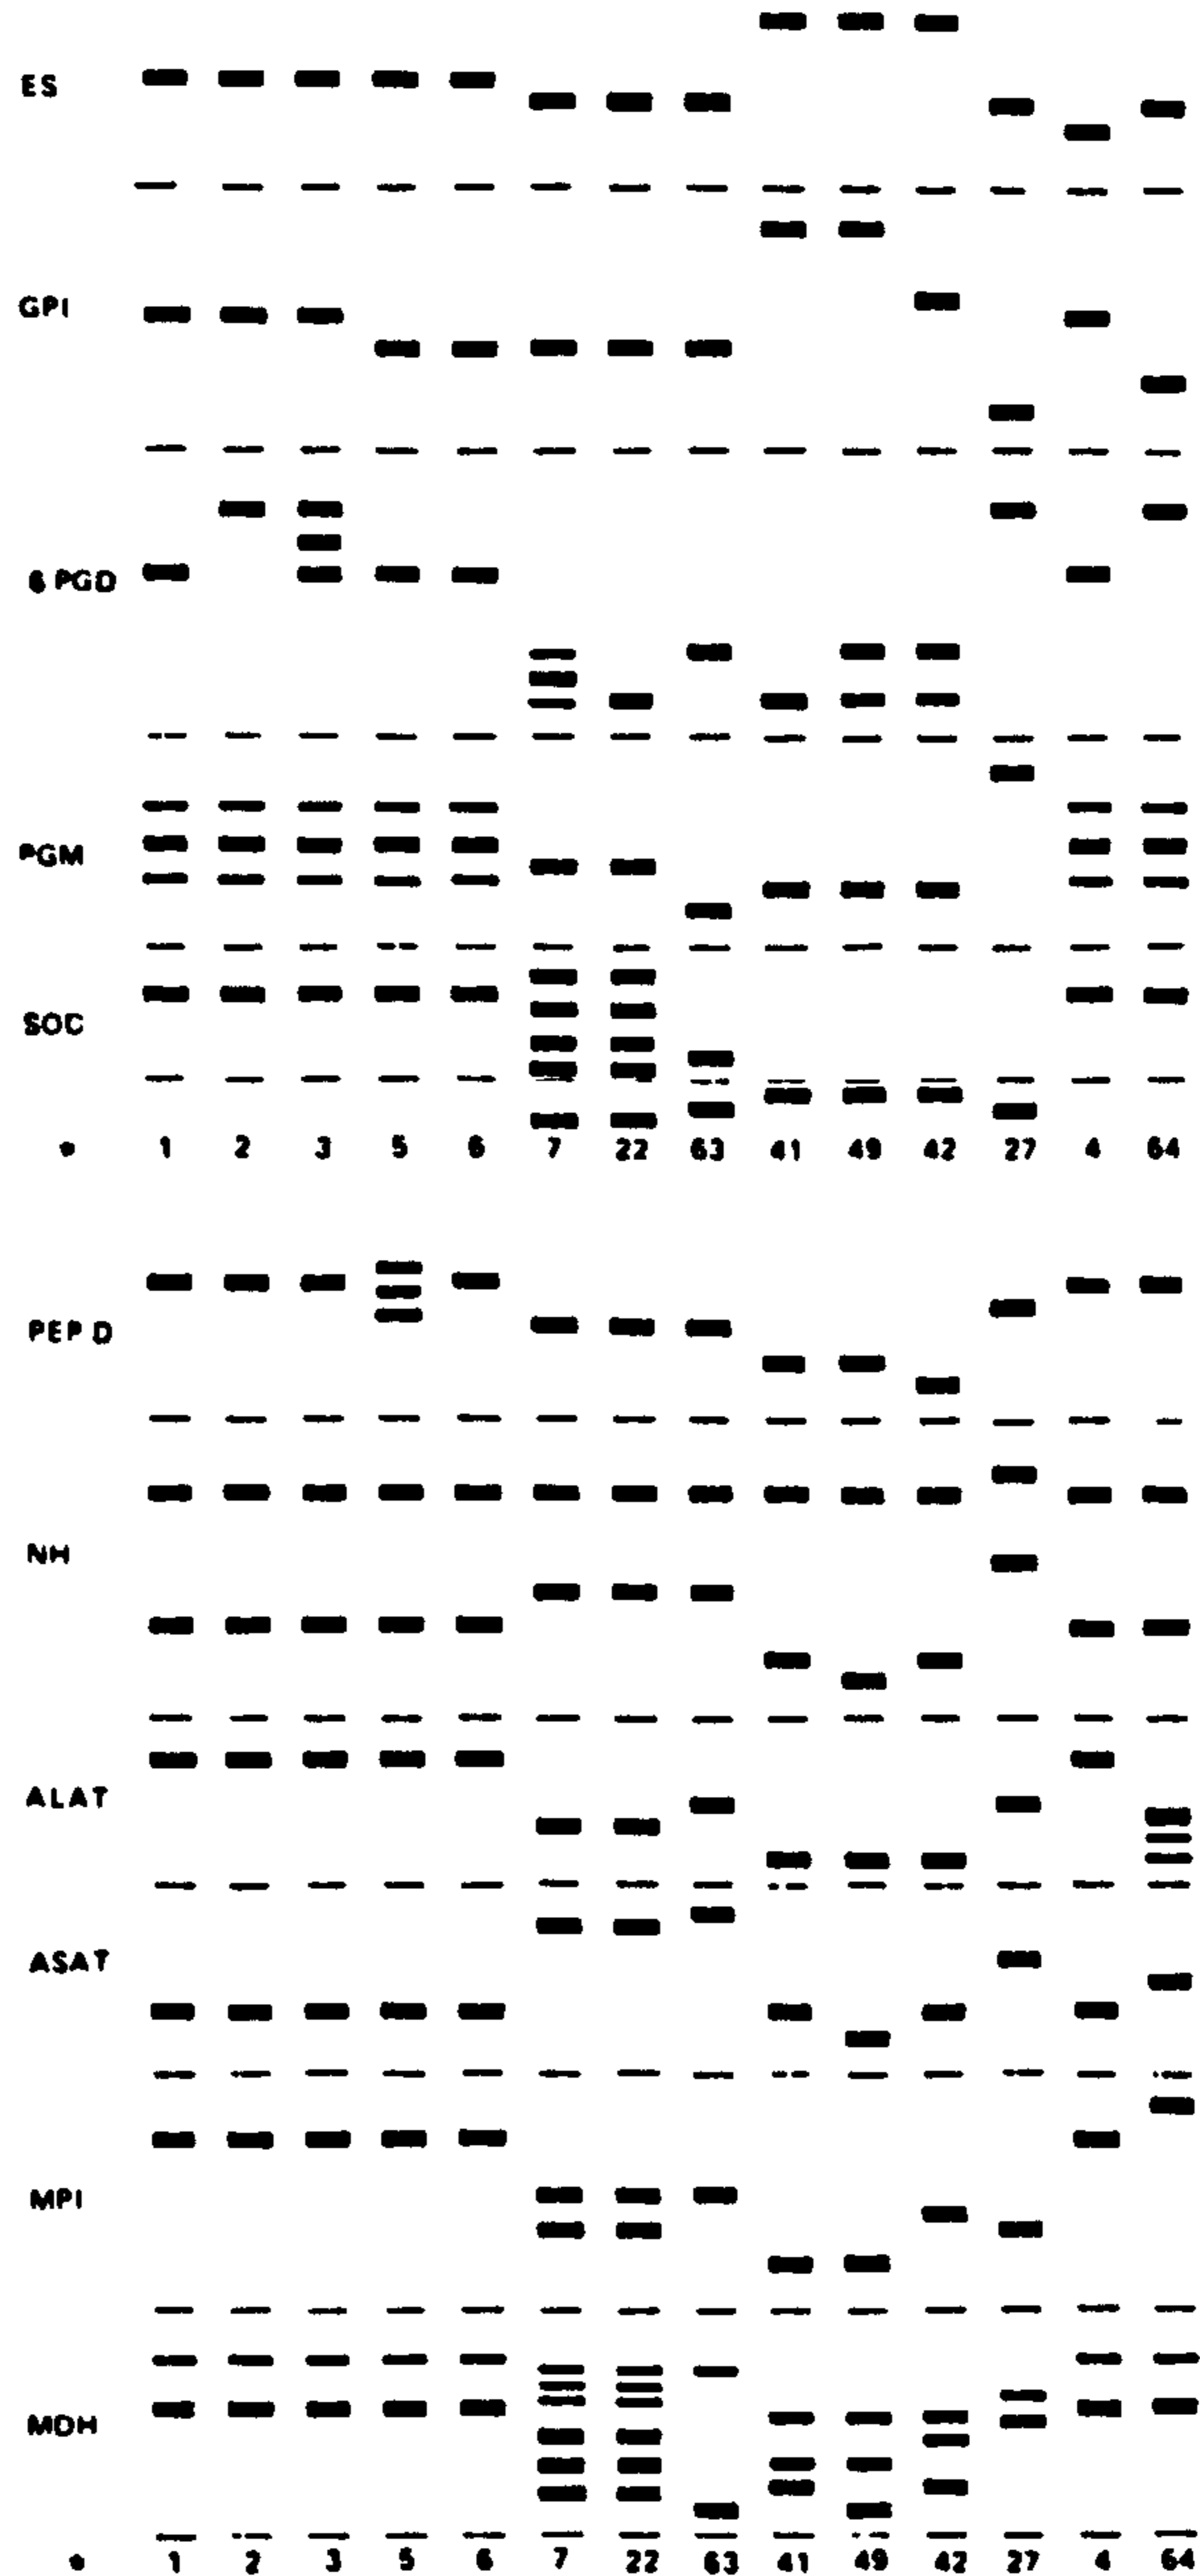 ES
GPI
6 PGD
PGM
SOD
• 1 2 3 5 6 7 22 63 41 49 42 27 4 64
PEP D
NH
ALAT
ASAT
MPI
MDH
• 1 2 3 5 6 7 22 63 41 49 42 27 4 64